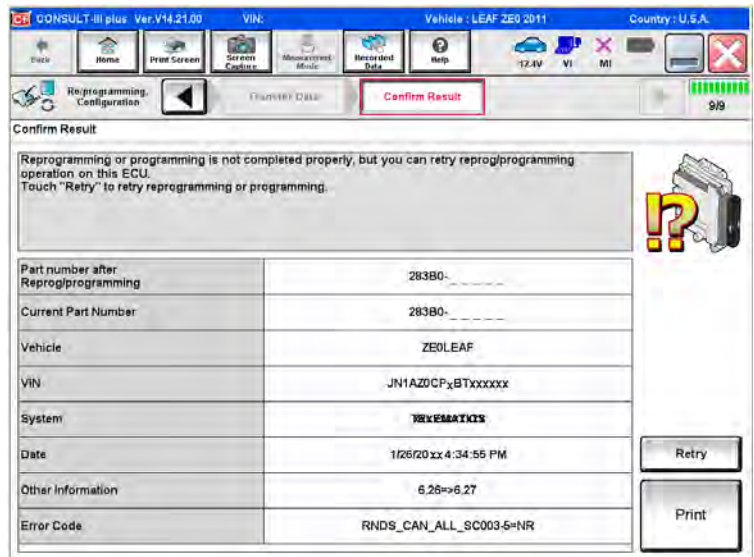 CONSULT-III plus Ver.V14.21.00 VIN: Vehicle : LEAF ZE0 2011 Country : U.S.A.
Back Home Print Screen Screen Capture Measurement Mode Recorded Data Help 12.4V VI MI
Re/programming, Configuration Transfer Data Confirm Result 9/9
Confirm Result
Reprogramming or programming is not completed properly, but you can retry reprog/programming
operation on this ECU.
Touch "Retry" to retry reprogramming or programming.
!?
Part number after
Reprog/programming
283B0-_ _ _ _ _
Current Part Number 283B0-_ _ _ _ _
Vehicle ZE0LEAF
VIN JN1AZ0CPxBTxxxxxx
System
Date 1/26/20xx 4:34:55 PM
Retry
Other Information 6.26=>6.27
Error Code RNDS_CAN_ALL_SC003-5=NR
Print